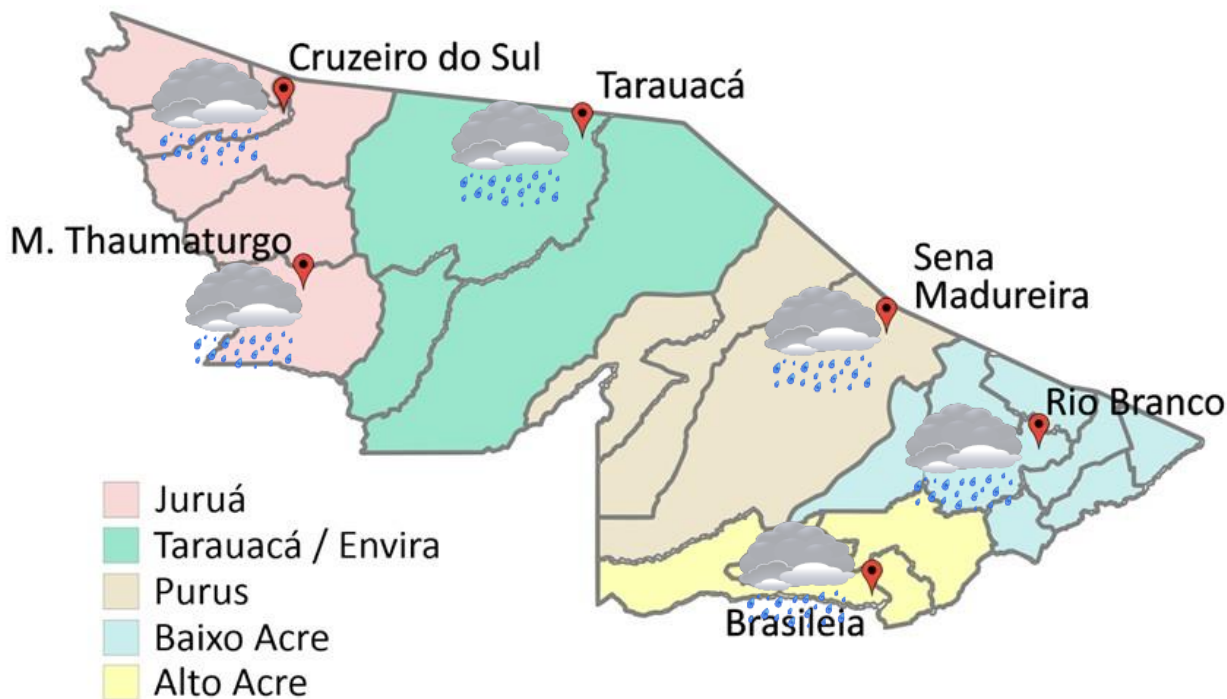 Cruzeiro do Sul
Tarauacá
M. Thaumaturgo
Sena
Madureira
Rio Branco
Brasileia
Juruá
Tarauacá / Envira
Purus
Baixo Acre
Alto Acre